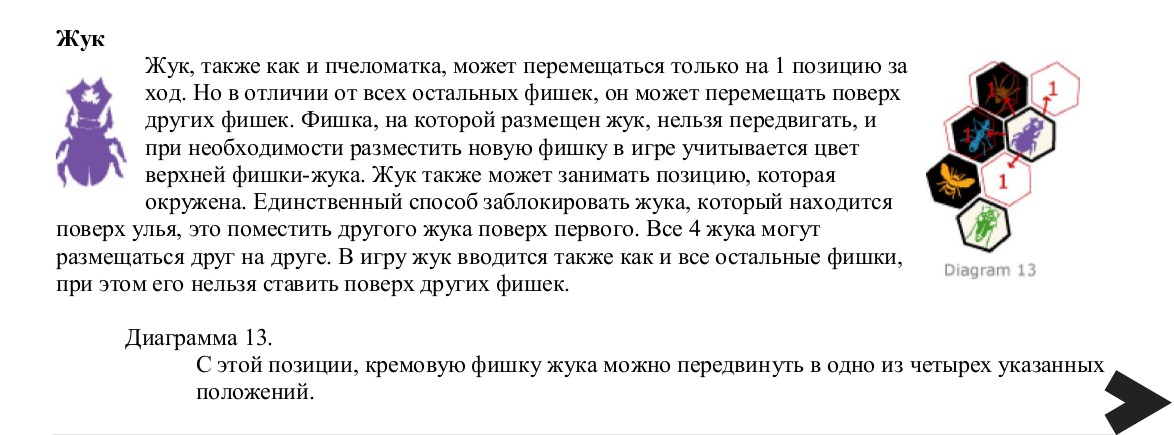 Жук
Жук, также как и пчеломатка, может перемещаться только на 1 позицию за
ход. Но в отличии от всех остальных фишек, он может перемещать поверх
других фишек. Фишка, на которой размещен жук, нельзя передвигать, и
при необходимости разместить новую фишку в игре учитывается цвет
верхней фишки-жука. Жук также может занимать позицию, которая
окружена. Единственный способ заблокировать жука, который находится
поверх улья, это поместить другого жука поверх первого. Все 4 жука могут
размещаться друг на друге. В игру жук вводится также как и все остальные фишки,
при этом его нельзя ставить поверх других фишек.
1
1
1
1
Diagram 13
Диаграмма 13.
С этой позиции, кремовую фишку жука можно передвинуть в одно из четырех указанных
положений.